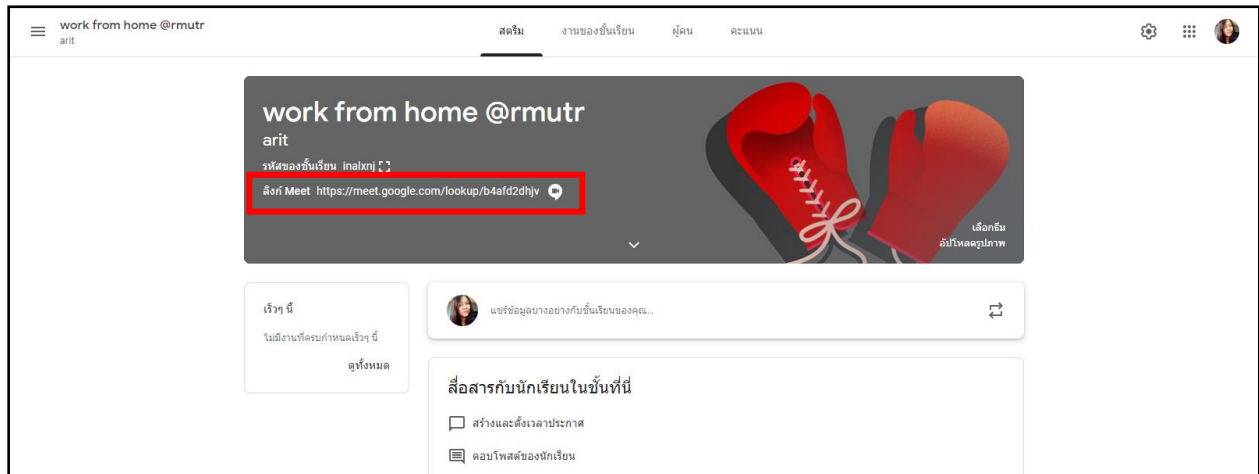 work from home @rmutr
arit
สตรีม งานของชั้นเรียน ผู้คน คะแนน
work from home @rmutr
arit
รหัสของชั้นเรียน inalxnj
ลิงก์ Meet https://meet.google.com/lookup/b4afd2dhjv
เลือกธีม
อัปโหลดรูปภาพ
เร็วๆ นี้
ไม่มีงานที่ครบกำหนดเร็วๆ นี้
ดูทั้งหมด
แชร์ข้อมูลบางอย่างกับชั้นเรียนของคุณ...
สื่อสารกับนักเรียนในชั้นที่นี่
สร้างและตั้งเวลาประกาศ
ตอบโพสต์ของนักเรียน